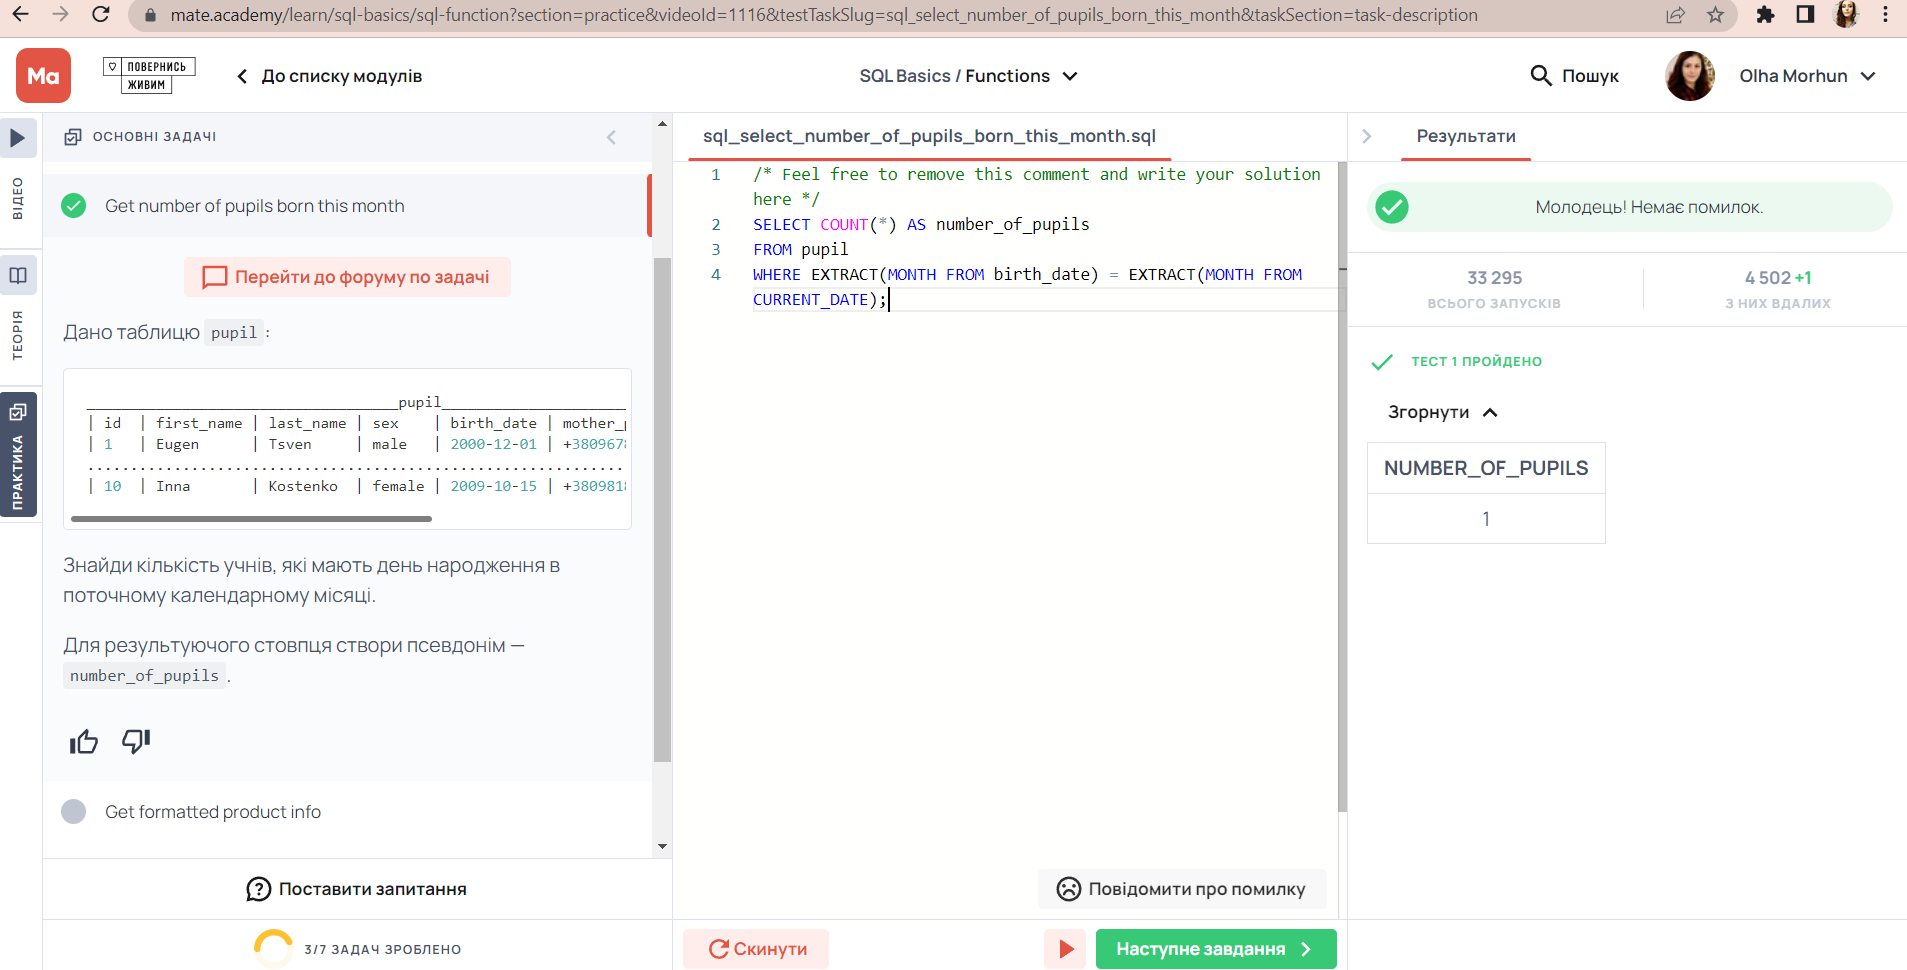 mate.academy/learn/sql-basics/sql-function?section=practice&videoId=1116&testTaskSlug=sql_select_number_of_pupils_born_this_month&taskSection=task-description
Ma
ПОВЕРНИСЬ
ЖИВИМ
До списку модулів
SQL Basics / Functions
Пошук
Olha Morhun
ВІДЕО
ТЕОРІЯ
ПРАКТИКА
ОСНОВНІ ЗАДАЧІ
Get number of pupils born this month
Перейти до форуму по задачі
Дано таблицю pupil :
____________________________________pupil______________________
| id | first_name | last_name | sex | birth_date | mother_p
| 1 | Eugen | Tsven | male | 2000-12-01 | +3809678
..............................................................
| 10 | Inna | Kostenko | female | 2009-10-15 | +3809818
Знайди кількість учнів, які мають день народження в
поточному календарному місяці.
Для результуючого стовпця створи псевдонім —
number_of_pupils .
Get formatted product info
Поставити запитання
3/7 ЗАДАЧ ЗРОБЛЕНО
sql_select_number_of_pupils_born_this_month.sql
1 /* Feel free to remove this comment and write your solution
here */
2 SELECT COUNT(*) AS number_of_pupils
3 FROM pupil
4 WHERE EXTRACT(MONTH FROM birth_date) = EXTRACT(MONTH FROM
CURRENT_DATE);
Повідомити про помилку
Скинути
Наступне завдання
Результати
Молодець! Немає помилок.
33 295
ВСЬОГО ЗАПУСКІВ
4 502 +1
З НИХ ВДАЛИХ
ТЕСТ 1 ПРОЙДЕНО
Згорнути
NUMBER_OF_PUPILS
1